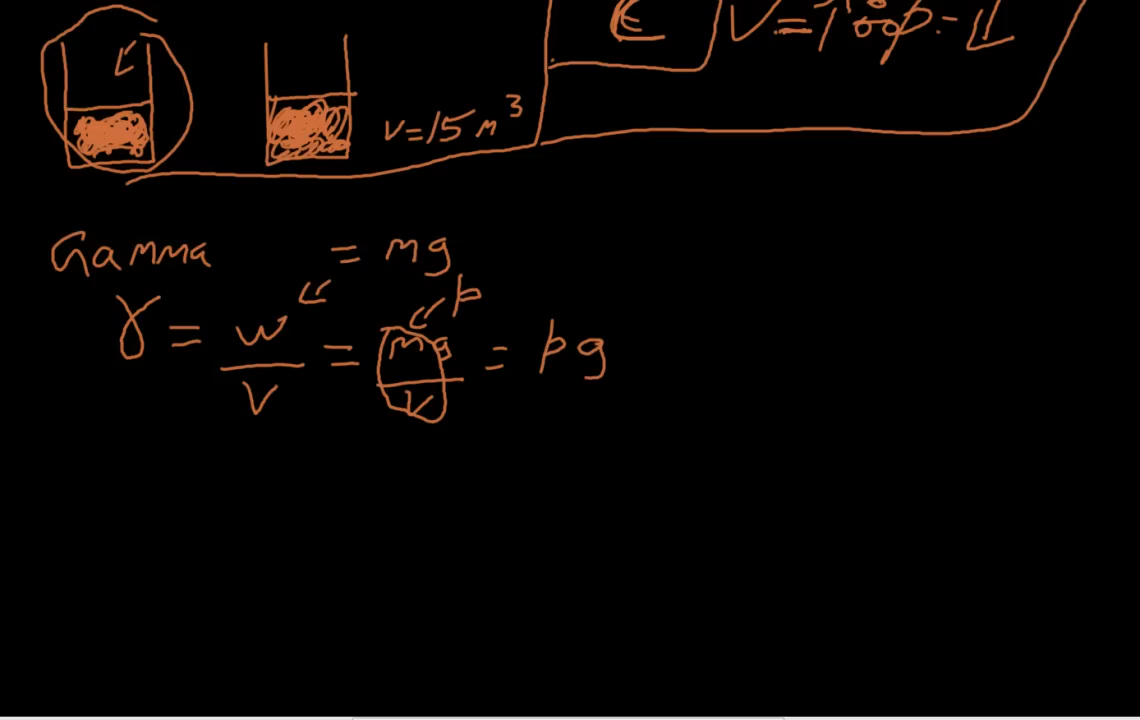 V = 15 m³
Gamma = mg
γ = w/V = mg/V = ρg
ρ